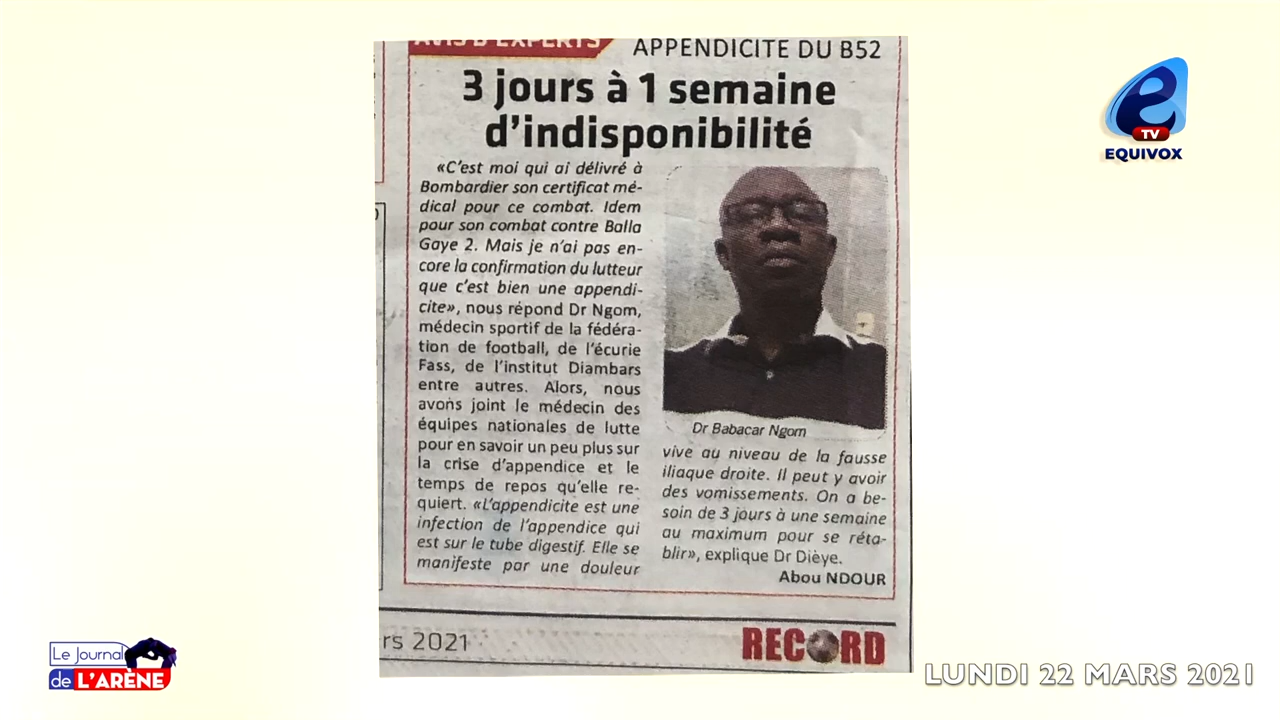 AVIS D'EXPERTS
APPENDICITE DU B52
3 jours à 1 semaine
d'indisponibilité
«C'est moi qui ai délivré à
Bombardier son certificat mé-
dical pour ce combat. Idem
pour son combat contre Balla
Gaye 2. Mais je n'ai pas en-
core la confirmation du lutteur
que c'est bien une appendi-
cite», nous répond Dr Ngom,
médecin sportif de la fédéra-
tion de football, de l'écurie
Fass, de l'institut Diambars
entre autres. Alors, nous
avons joint le médecin des
équipes nationales de lutte
pour en savoir un peu plus sur
la crise d'appendice et le
temps de repos qu'elle re-
quiert. «L'appendicite est une
infection de l'appendice qui
est sur le tube digestif. Elle se
manifeste par une douleur
Dr Babacar Ngom
vive au niveau de la fausse
iliaque droite. Il peut y avoir
des vomissements. On a be-
soin de 3 jours à une semaine
au maximum pour se réta-
blir», explique Dr Dièye.
Abou NDOUR
rs 2021
RECORD
e
TV
EQUIVOX
Le Journal
de L'ARÈNE
LUNDI 22 MARS 2021